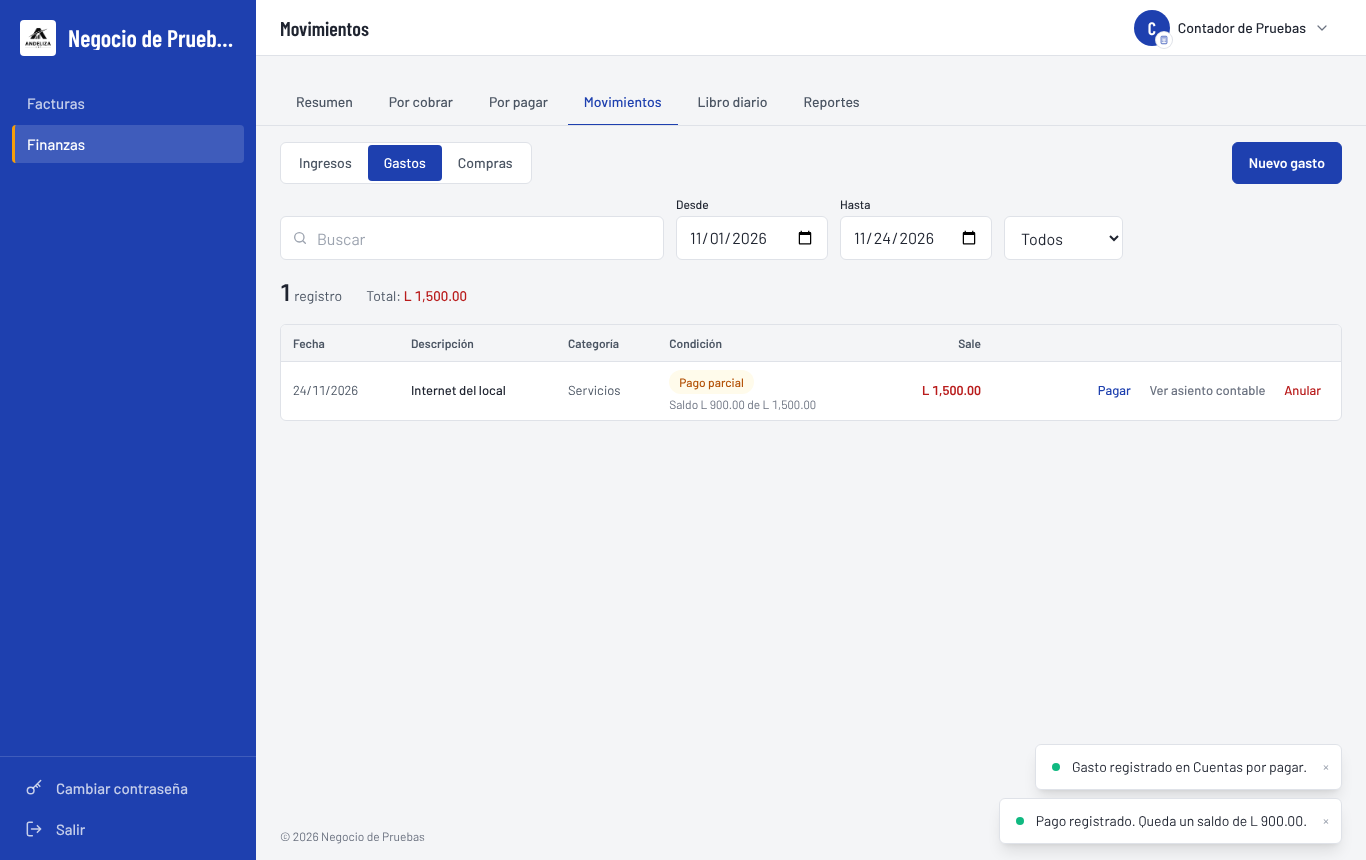 ANDELIZA
Negocio de Prueb...
Movimientos
C
Contador de Pruebas
Facturas
Finanzas
Resumen
Por cobrar
Por pagar
Movimientos
Libro diario
Reportes
Ingresos
Gastos
Compras
Nuevo gasto
Desde
Hasta
Buscar
11/01/2026
11/24/2026
Todos
1 registro
Total: L 1,500.00
Fecha
Descripción
Categoría
Condición
Sale
24/11/2026
Internet del local
Servicios
Pago parcial
Saldo L 900.00 de L 1,500.00
L 1,500.00
Pagar
Ver asiento contable
Anular
Gasto registrado en Cuentas por pagar.
×
Pago registrado. Queda un saldo de L 900.00.
×
Cambiar contraseña
Salir
© 2026 Negocio de Pruebas